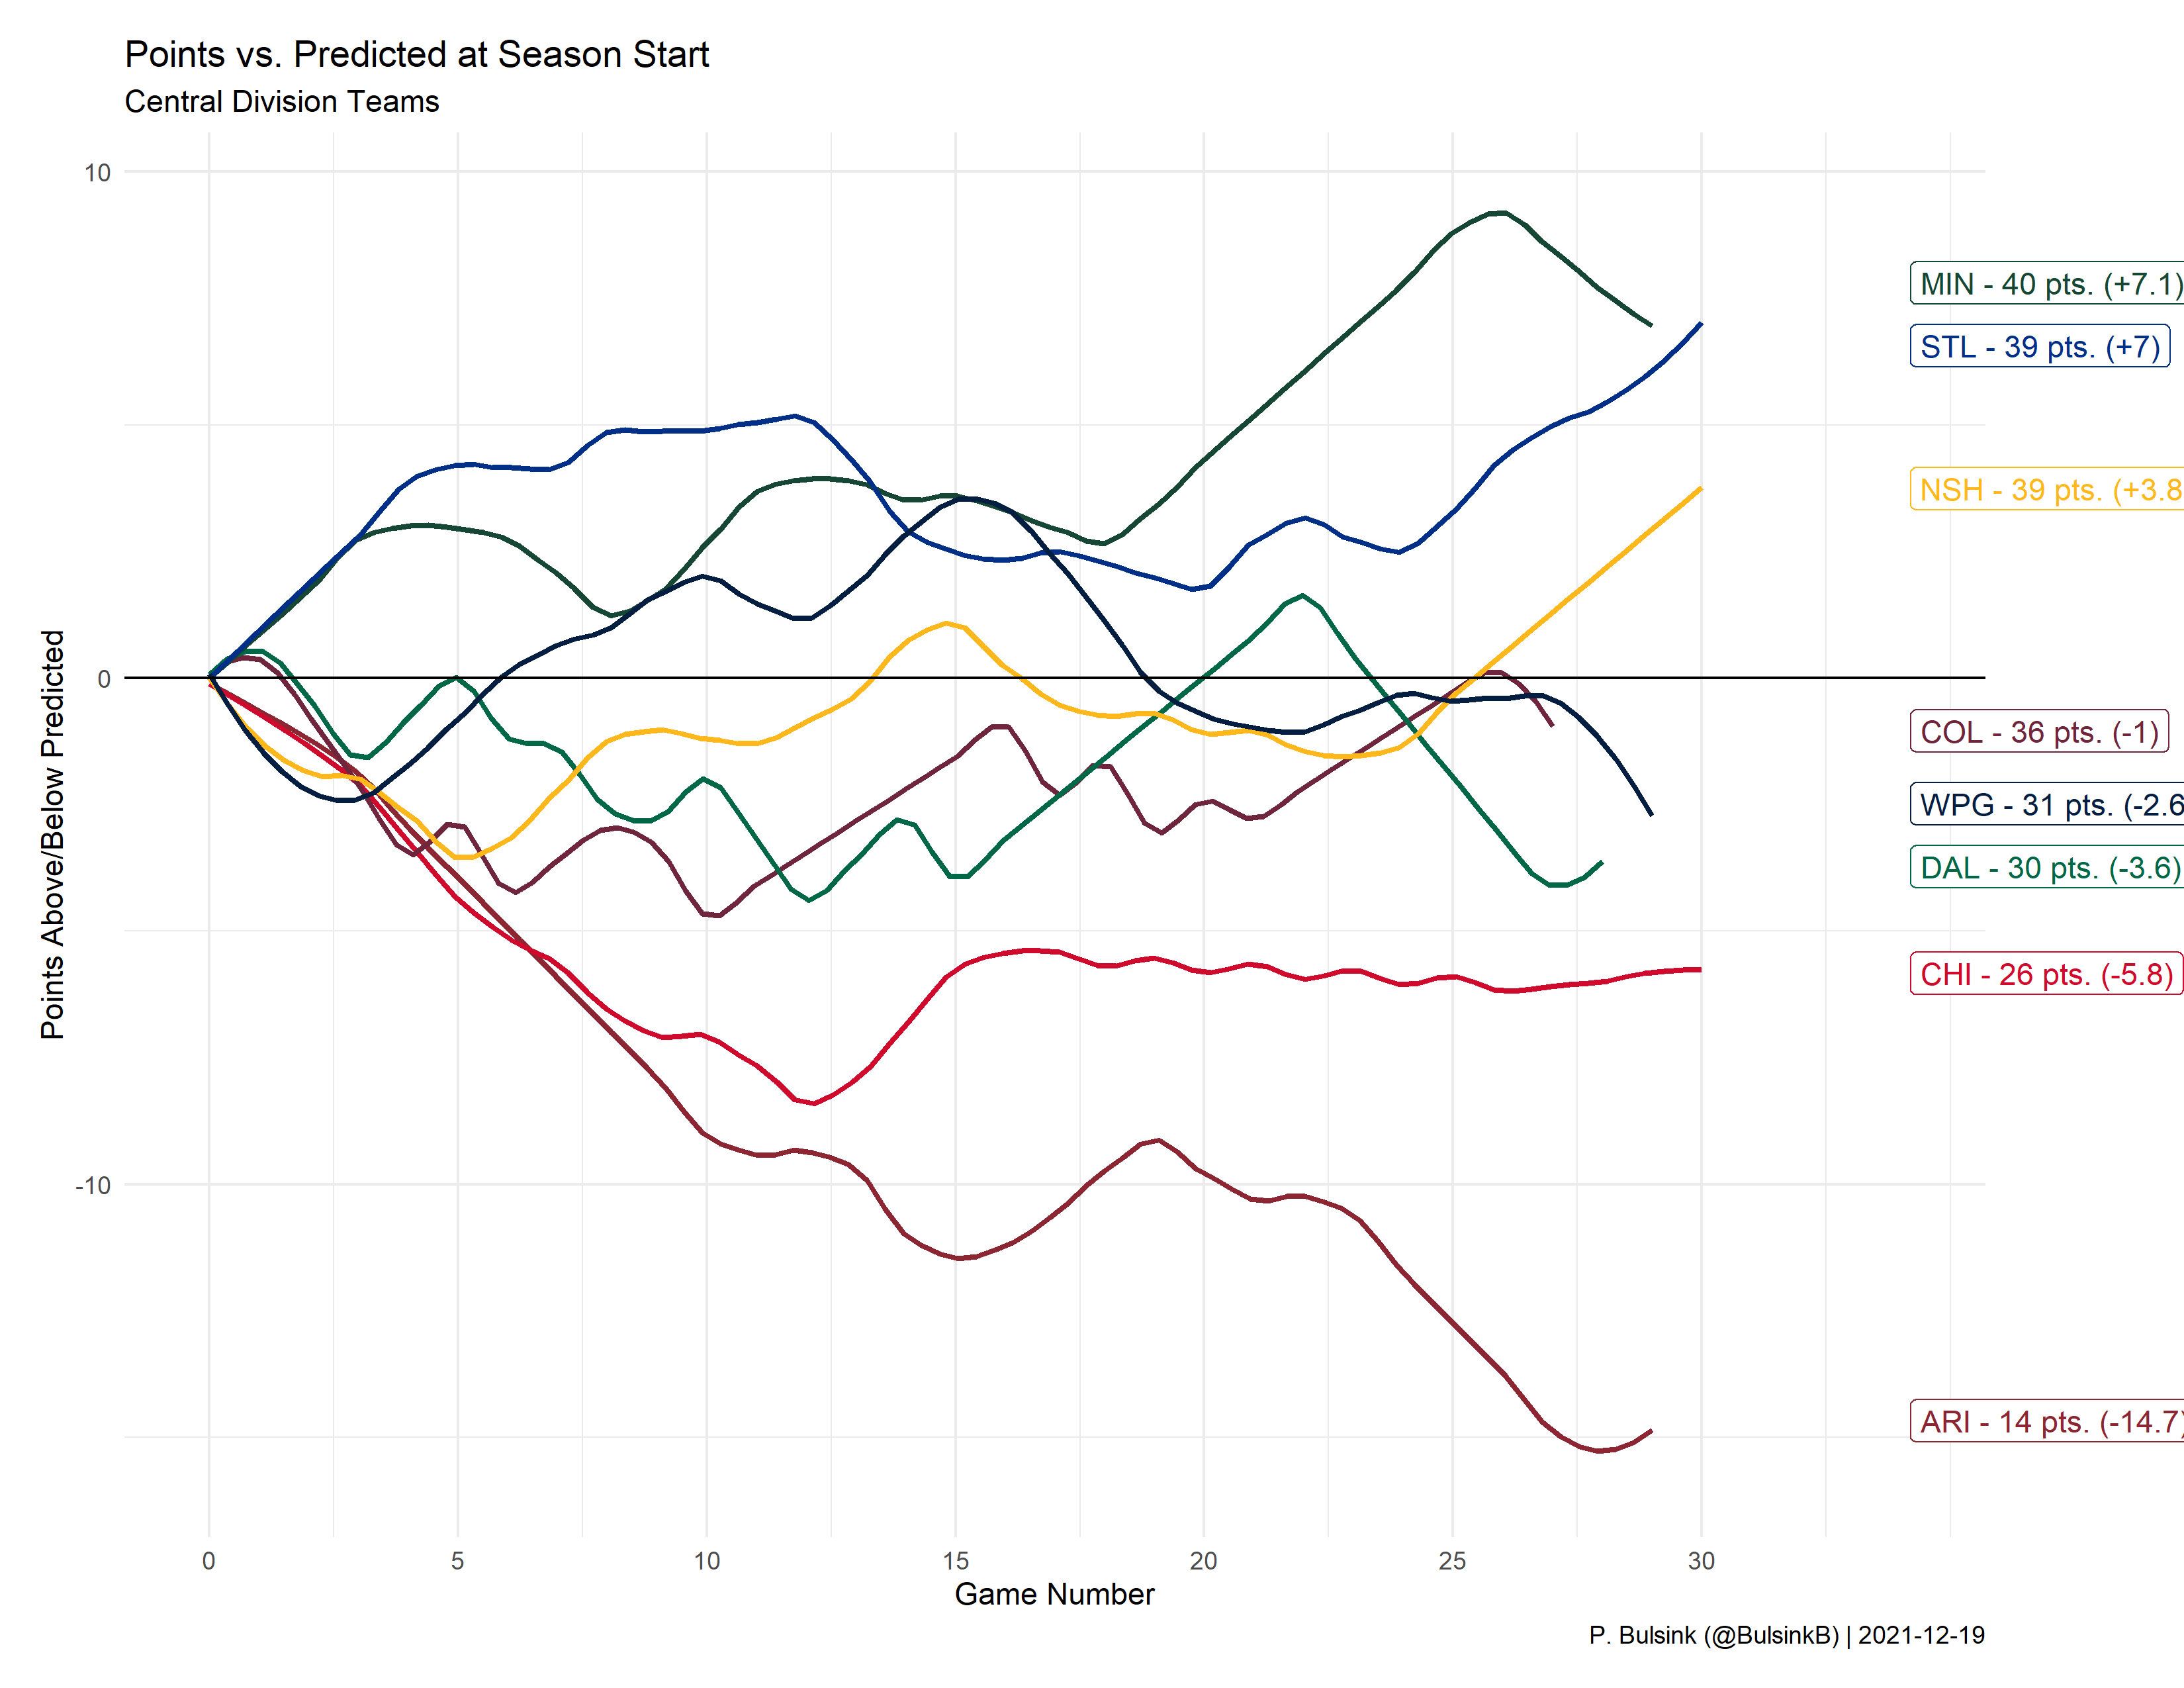 Points vs. Predicted at Season Start
Central Division Teams
Points Above/Below Predicted
10
0
-10
MIN - 40 pts. (+7.1)
STL - 39 pts. (+7)
NSH - 39 pts. (+3.8
COL - 36 pts. (-1)
WPG - 31 pts. (-2.6
DAL - 30 pts. (-3.6)
CHI - 26 pts. (-5.8)
ARI - 14 pts. (-14.7)
0 5 10 15 20 25 30
Game Number
P. Bulsink (@BulsinkB) | 2021-12-19